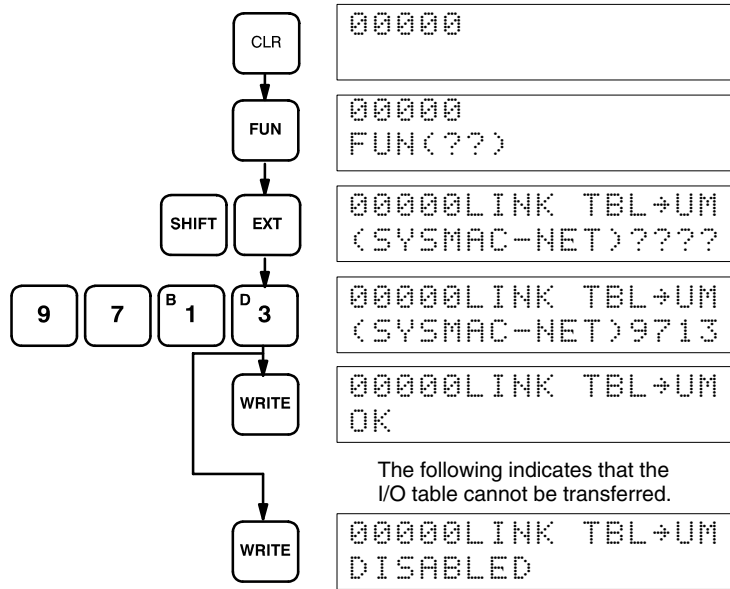 CLR
00000
FUN
00000
FUN(??)
SHIFT
EXT
00000LINK TBL→UM
(SYSMAC-NET)????
9
7
B
1
D
3
00000LINK TBL→UM
(SYSMAC-NET)9713
WRITE
00000LINK TBL→UM
OK
The following indicates that the
I/O table cannot be transferred.
WRITE
00000LINK TBL→UM
DISABLED